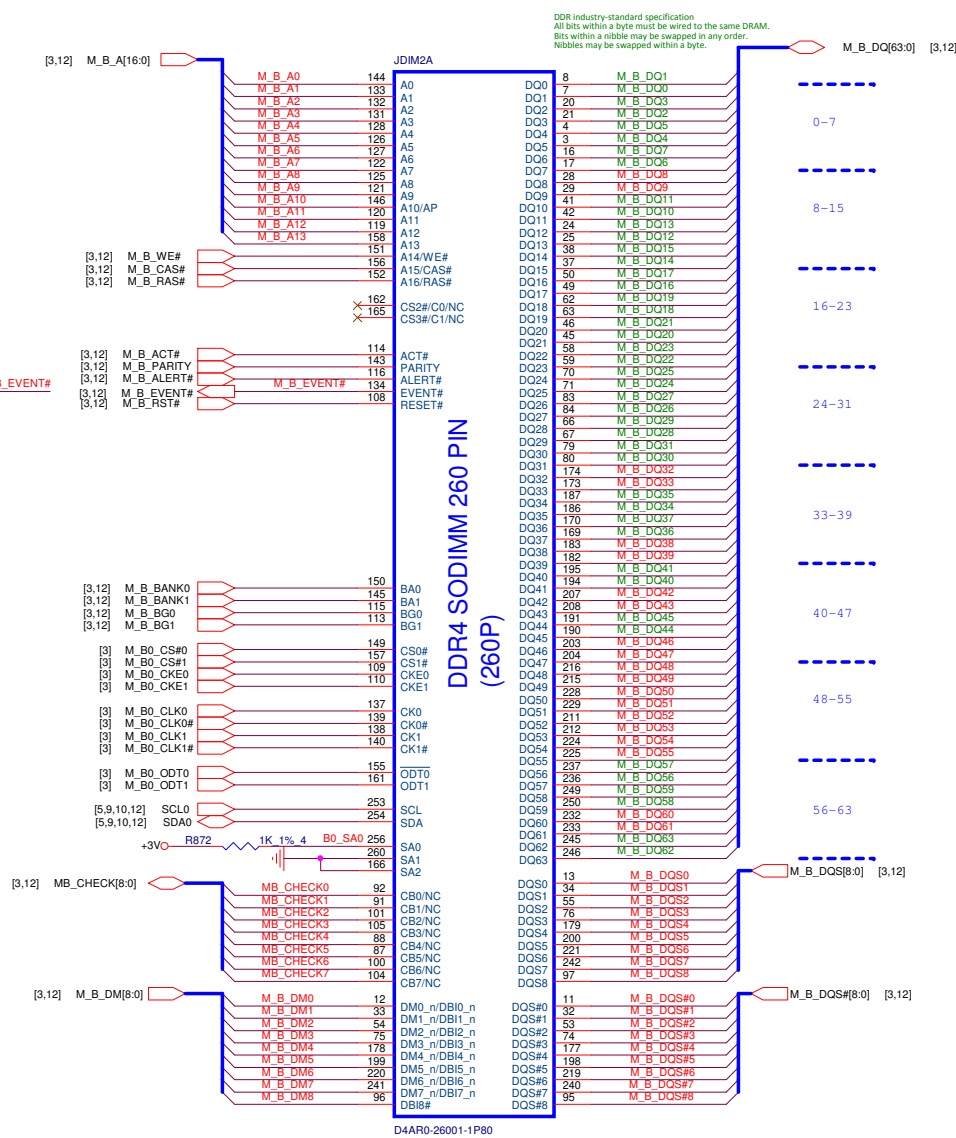 DDR industry-standard specification
All bits within a byte must be wired to the same DRAM.
Bits within a nibble may be swapped in any order.
Nibbles may be swapped within a byte.
[3,12] M_B_A[16:0]
JDIM2A
M_B_DQ[63:0] [3,12]
M_B_A0 144 A0
M_B_A1 133 A1
M_B_A2 132 A2
M_B_A3 131 A3
M_B_A4 128 A4
M_B_A5 126 A5
M_B_A6 127 A6
M_B_A7 122 A7
M_B_A8 125 A8
M_B_A9 121 A9
M_B_A10 146 A10/AP
M_B_A11 120 A11
M_B_A12 119 A12
M_B_A13 158 A13
[3,12] M_B_WE# 151 A14/WE#
[3,12] M_B_CAS# 156 A15/CAS#
[3,12] M_B_RAS# 152 A16/RAS#
162 CS2#/C0/NC
165 CS3#/C1/NC
[3,12] M_B_ACT# 114 ACT#
[3,12] M_B_PARITY 143 PARITY
[3,12] M_B_ALERT# 116 ALERT#
B_EVENT# [3,12] M_B_EVENT# M_B_EVENT# 134 EVENT#
[3,12] M_B_RST# 108 RESET#
[3,12] M_B_BANK0 150 BA0
[3,12] M_B_BANK1 145 BA1
[3,12] M_B_BG0 115 BG0
[3,12] M_B_BG1 113 BG1
[3] M_B0_CS#0 149 CS0#
[3] M_B0_CS#1 157 CS1#
[3] M_B0_CKE0 109 CKE0
[3] M_B0_CKE1 110 CKE1
[3] M_B0_CLK0 137 CK0
[3] M_B0_CLK0# 139 CK0#
[3] M_B0_CLK1 138 CK1
[3] M_B0_CLK1# 140 CK1#
[3] M_B0_ODT0 155 ODT0
[3] M_B0_ODT1 161 ODT1
[5,9,10,12] SCL0 253 SCL
[5,9,10,12] SDA0 254 SDA
+3V R872 1K_1%_4 B0_SA0 256 SA0
260 SA1
166 SA2
[3,12] MB_CHECK[8:0]
MB_CHECK0 92 CB0/NC
MB_CHECK1 91 CB1/NC
MB_CHECK2 101 CB2/NC
MB_CHECK3 105 CB3/NC
MB_CHECK4 88 CB4/NC
MB_CHECK5 87 CB5/NC
MB_CHECK6 100 CB6/NC
MB_CHECK7 104 CB7/NC
[3,12] M_B_DM[8:0]
M_B_DM0 12 DM0_n/DBI0_n
M_B_DM1 33 DM1_n/DBI1_n
M_B_DM2 54 DM2_n/DBI2_n
M_B_DM3 75 DM3_n/DBI3_n
M_B_DM4 178 DM4_n/DBI4_n
M_B_DM5 199 DM5_n/DBI5_n
M_B_DM6 220 DM6_n/DBI6_n
M_B_DM7 241 DM7_n/DBI7_n
M_B_DM8 96 DBI8#
DDR4 SODIMM 260 PIN
(260P)
DQ0 8 M_B_DQ1
DQ1 7 M_B_DQ0
DQ2 20 M_B_DQ3
DQ3 21 M_B_DQ2
DQ4 4 M_B_DQ5
DQ5 3 M_B_DQ4
DQ6 16 M_B_DQ7
DQ7 17 M_B_DQ6
DQ8 28 M_B_DQ8
DQ9 29 M_B_DQ9
DQ10 41 M_B_DQ11
DQ11 42 M_B_DQ10
DQ12 24 M_B_DQ13
DQ13 25 M_B_DQ12
DQ14 38 M_B_DQ15
DQ15 37 M_B_DQ14
DQ16 50 M_B_DQ17
DQ17 49 M_B_DQ16
DQ18 62 M_B_DQ19
DQ19 63 M_B_DQ18
DQ20 46 M_B_DQ21
DQ21 45 M_B_DQ20
DQ22 58 M_B_DQ23
DQ23 59 M_B_DQ22
DQ24 70 M_B_DQ25
DQ25 71 M_B_DQ24
DQ26 83 M_B_DQ27
DQ27 84 M_B_DQ26
DQ28 66 M_B_DQ29
DQ29 67 M_B_DQ28
DQ30 79 M_B_DQ31
DQ31 80 M_B_DQ30
DQ32 174 M_B_DQ32
DQ33 173 M_B_DQ33
DQ34 187 M_B_DQ35
DQ35 186 M_B_DQ34
DQ36 170 M_B_DQ37
DQ37 169 M_B_DQ36
DQ38 183 M_B_DQ38
DQ39 182 M_B_DQ39
DQ40 195 M_B_DQ41
DQ41 194 M_B_DQ40
DQ42 207 M_B_DQ42
DQ43 208 M_B_DQ43
DQ44 191 M_B_DQ45
DQ45 190 M_B_DQ44
DQ46 203 M_B_DQ46
DQ47 204 M_B_DQ47
DQ48 216 M_B_DQ48
DQ49 215 M_B_DQ49
DQ50 228 M_B_DQ50
DQ51 229 M_B_DQ51
DQ52 211 M_B_DQ52
DQ53 212 M_B_DQ53
DQ54 224 M_B_DQ54
DQ55 225 M_B_DQ55
DQ56 237 M_B_DQ57
DQ57 236 M_B_DQ56
DQ58 249 M_B_DQ59
DQ59 250 M_B_DQ58
DQ60 232 M_B_DQ60
DQ61 233 M_B_DQ61
DQ62 245 M_B_DQ63
DQ63 246 M_B_DQ62
0-7
8-15
16-23
24-31
33-39
40-47
48-55
56-63
M_B_DQS[8:0] [3,12]
DQS0 13 M_B_DQS0
DQS1 34 M_B_DQS1
DQS2 55 M_B_DQS2
DQS3 76 M_B_DQS3
DQS4 179 M_B_DQS4
DQS5 200 M_B_DQS5
DQS6 221 M_B_DQS6
DQS7 242 M_B_DQS7
DQS8 97 M_B_DQS8
M_B_DQS#[8:0] [3,12]
DQS#0 11 M_B_DQS#0
DQS#1 32 M_B_DQS#1
DQS#2 53 M_B_DQS#2
DQS#3 74 M_B_DQS#3
DQS#4 177 M_B_DQS#4
DQS#5 198 M_B_DQS#5
DQS#6 219 M_B_DQS#6
DQS#7 240 M_B_DQS#7
DQS#8 95 M_B_DQS#8
D4AR0-26001-1P80